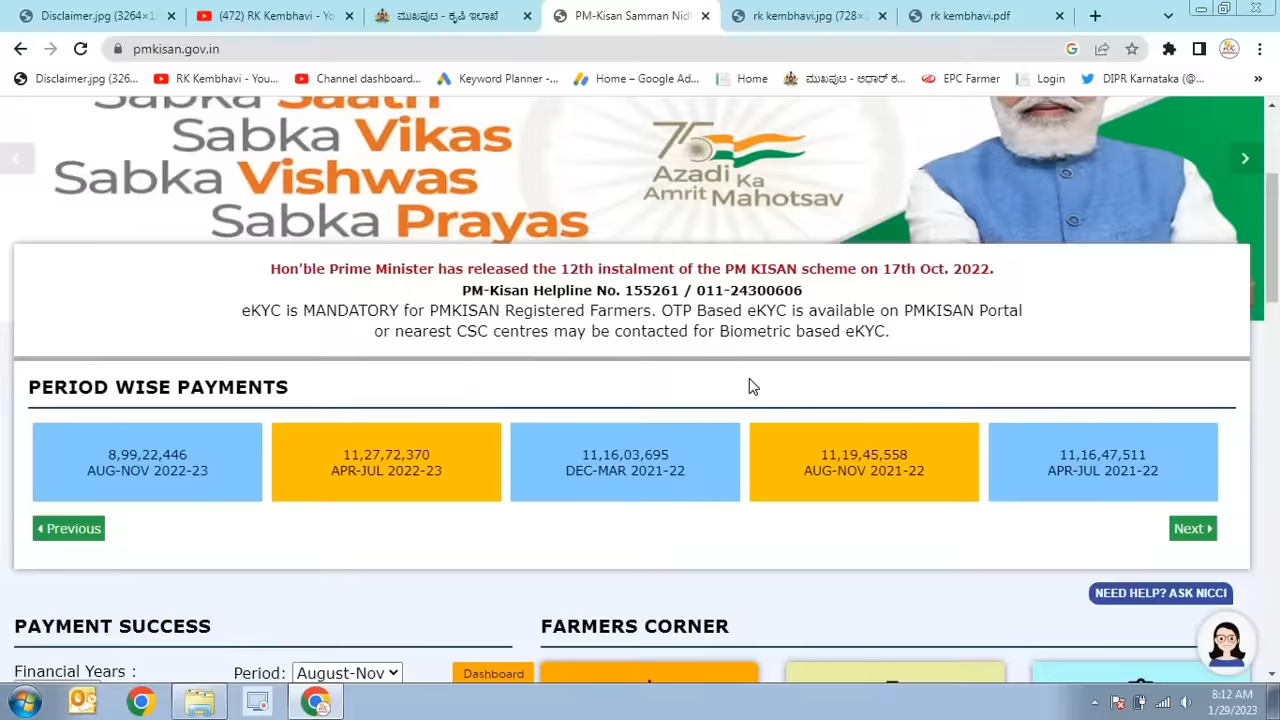 Disclaimer.jpg (3264×1
(472) RK Kembhavi - Yo
ಮುಖಪುಟ - ಕೃಷಿ ಇಲಾಖೆ
PM-Kisan Samman Nid
rk kembhavi.jpg (728×
rk kembhavi.pdf
pmkisan.gov.in
Disclaimer.jpg (326...
RK Kembhavi - You...
Channel dashboard...
Keyword Planner -...
Home – Google Ad...
Home
ಮುಖಪುಟ - ಆಧಾರ್ ಕ...
EPC Farmer
Login
DIPR Karnataka (@...
Sabka Saath
Sabka Vikas
Sabka Vishwas
Sabka Prayas
75
Azadi Ka
Amrit Mahotsav
Hon'ble Prime Minister has released the 12th instalment of the PM KISAN scheme on 17th Oct. 2022.
PM-Kisan Helpline No. 155261 / 011-24300606
eKYC is MANDATORY for PMKISAN Registered Farmers. OTP Based eKYC is available on PMKISAN Portal
or nearest CSC centres may be contacted for Biometric based eKYC.
PERIOD WISE PAYMENTS
8,99,22,446
AUG-NOV 2022-23
11,27,72,370
APR-JUL 2022-23
11,16,03,695
DEC-MAR 2021-22
11,19,45,558
AUG-NOV 2021-22
11,16,47,511
APR-JUL 2021-22
Previous
Next
NEED HELP? ASK NICCI
PAYMENT SUCCESS
FARMERS CORNER
Financial Years :
Period: August-Nov
Dashboard
8:12 AM
1/29/2023